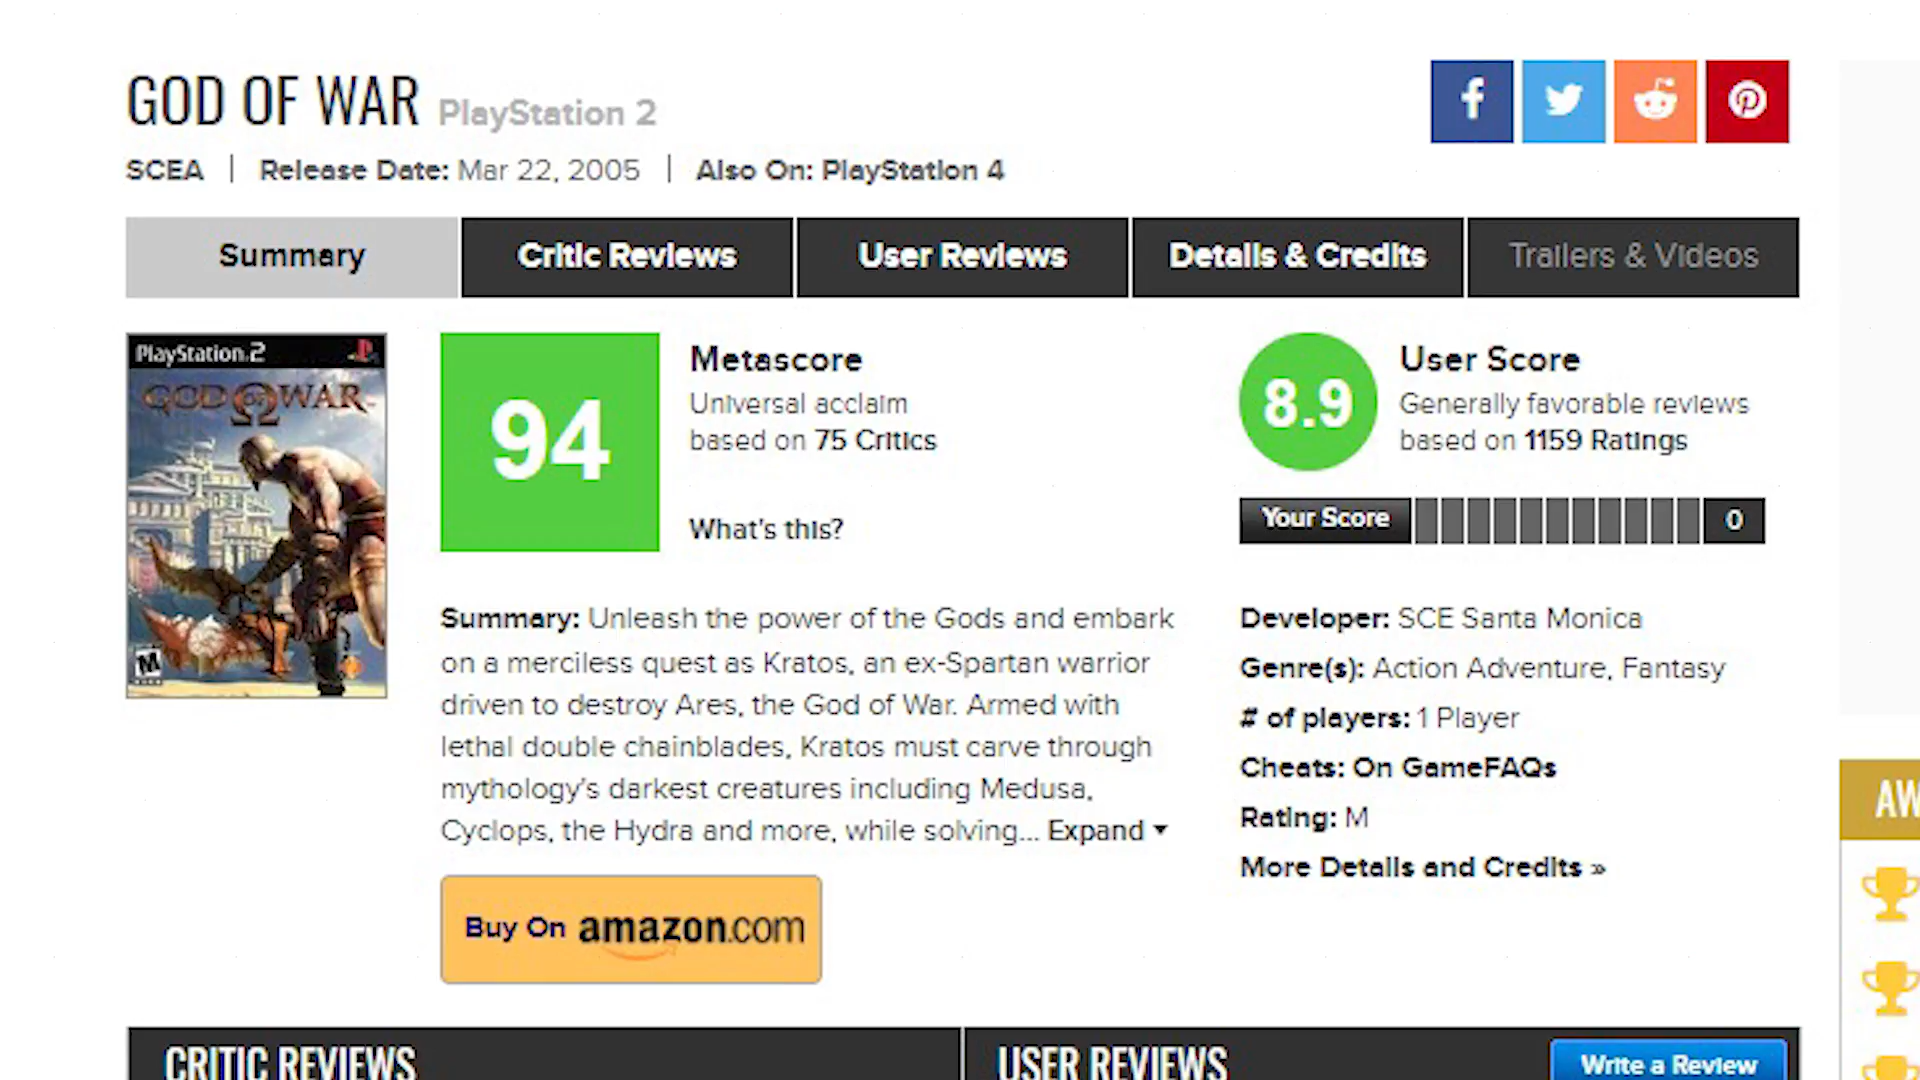 GOD OF WAR PlayStation 2
SCEA | Release Date: Mar 22, 2005 | Also On: PlayStation 4
Summary
Critic Reviews
User Reviews
Details & Credits
Trailers & Videos
PlayStation.2
GOD OF WAR
M
94
Metascore
Universal acclaim
based on 75 Critics
What's this?
8.9
User Score
Generally favorable reviews
based on 1159 Ratings
Your Score
0
Summary: Unleash the power of the Gods and embark
on a merciless quest as Kratos, an ex-Spartan warrior
driven to destroy Ares, the God of War. Armed with
lethal double chainblades, Kratos must carve through
mythology's darkest creatures including Medusa,
Cyclops, the Hydra and more, while solving... Expand
Buy On amazon.com
Developer: SCE Santa Monica
Genre(s): Action Adventure, Fantasy
# of players: 1 Player
Cheats: On GameFAQs
Rating: M
More Details and Credits »
AW
CRITIC REVIEWS
USER REVIEWS
Write a Review